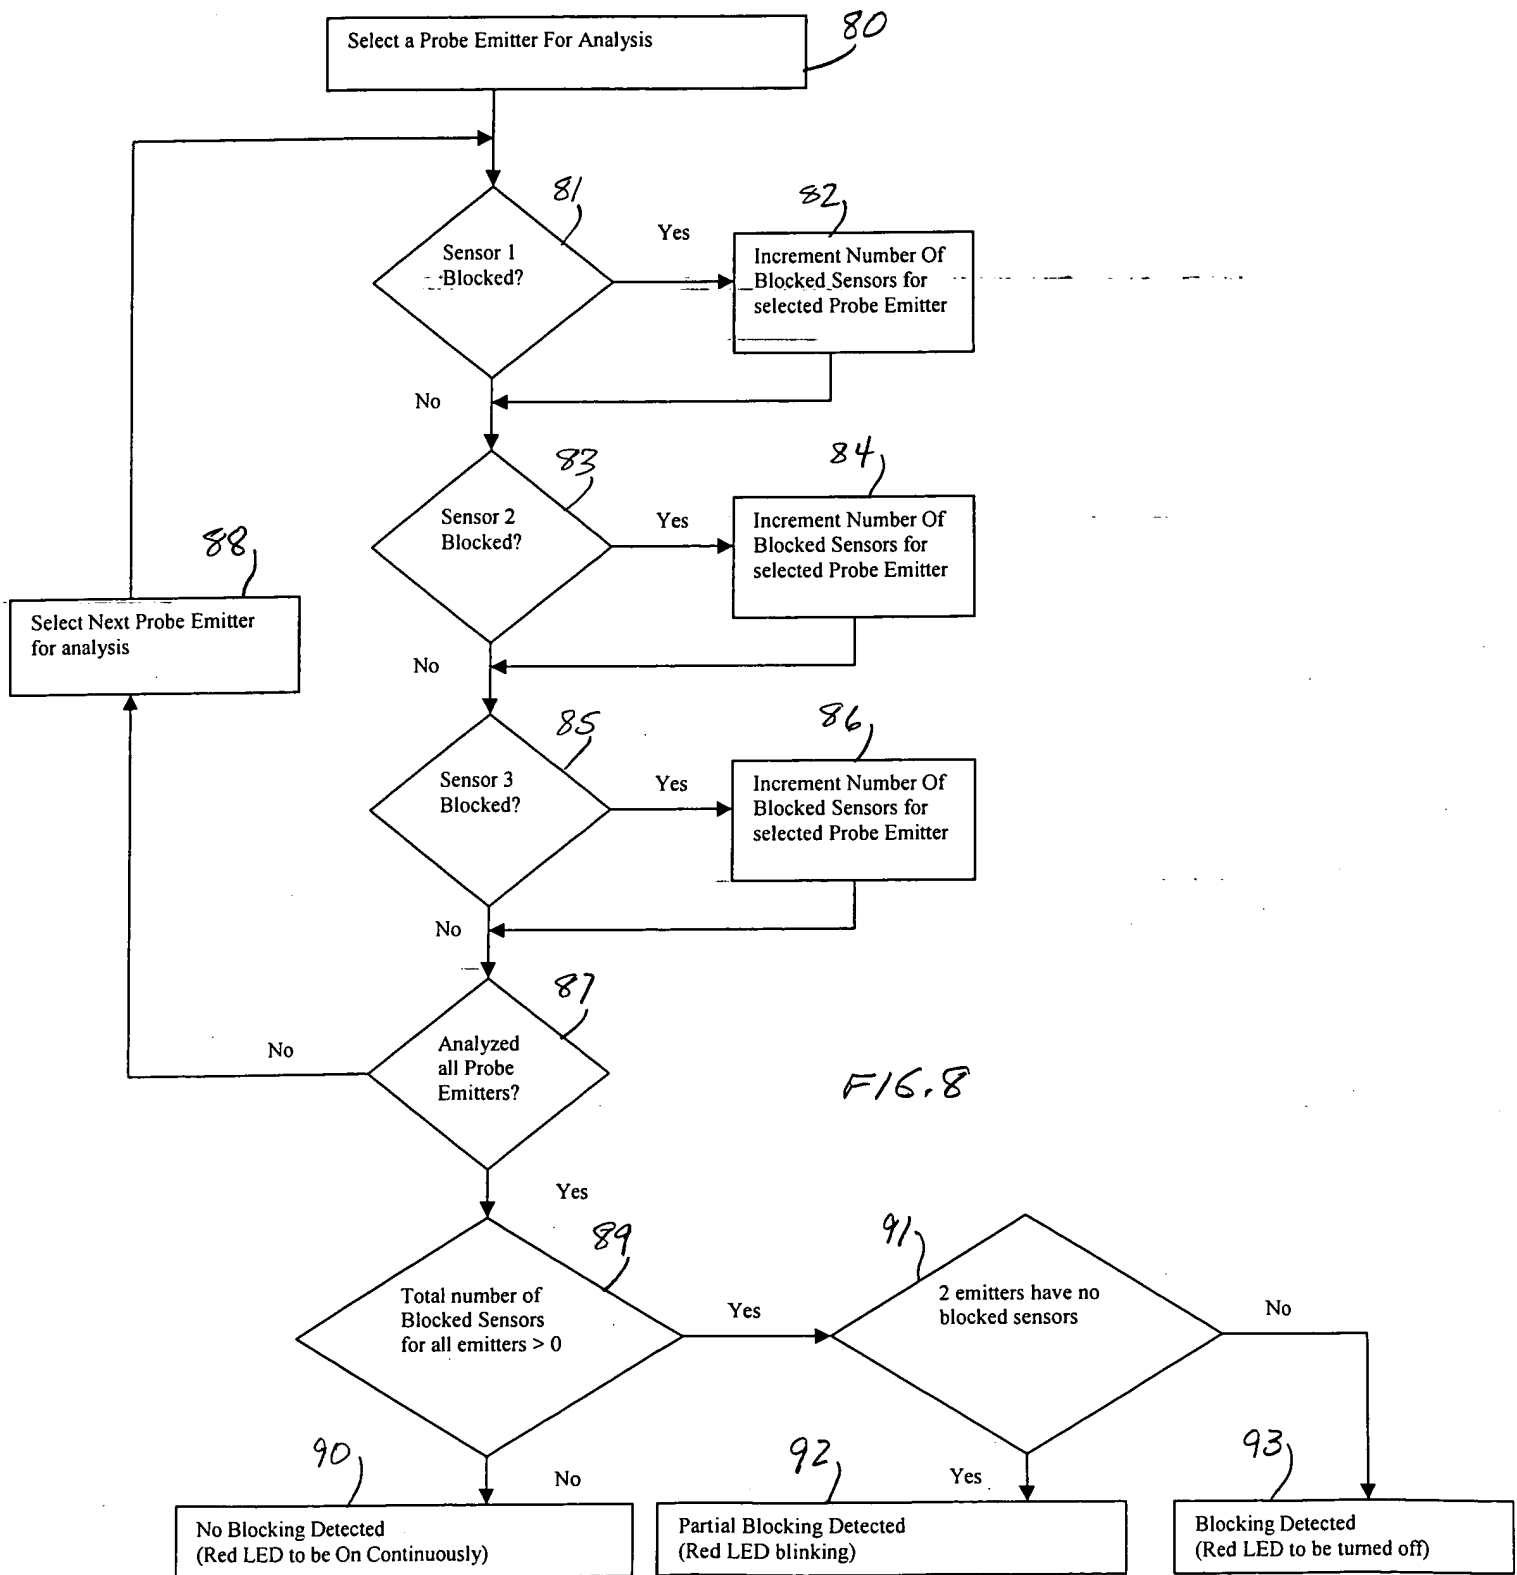 Select a Probe Emitter For Analysis
80
81
Sensor 1
Blocked?
Yes
82
Increment Number Of
Blocked Sensors for
selected Probe Emitter
No
83
Sensor 2
Blocked?
Yes
84
Increment Number Of
Blocked Sensors for
selected Probe Emitter
88
Select Next Probe Emitter
for analysis
No
85
Sensor 3
Blocked?
Yes
86
Increment Number Of
Blocked Sensors for
selected Probe Emitter
No
87
Analyzed
all Probe
Emitters?
No
FIG. 8
Yes
89
Total number of
Blocked Sensors
for all emitters > 0
Yes
91
2 emitters have no
blocked sensors
No
90
No
No Blocking Detected
(Red LED to be On Continuously)
92
Yes
Partial Blocking Detected
(Red LED blinking)
93
Blocking Detected
(Red LED to be turned off)